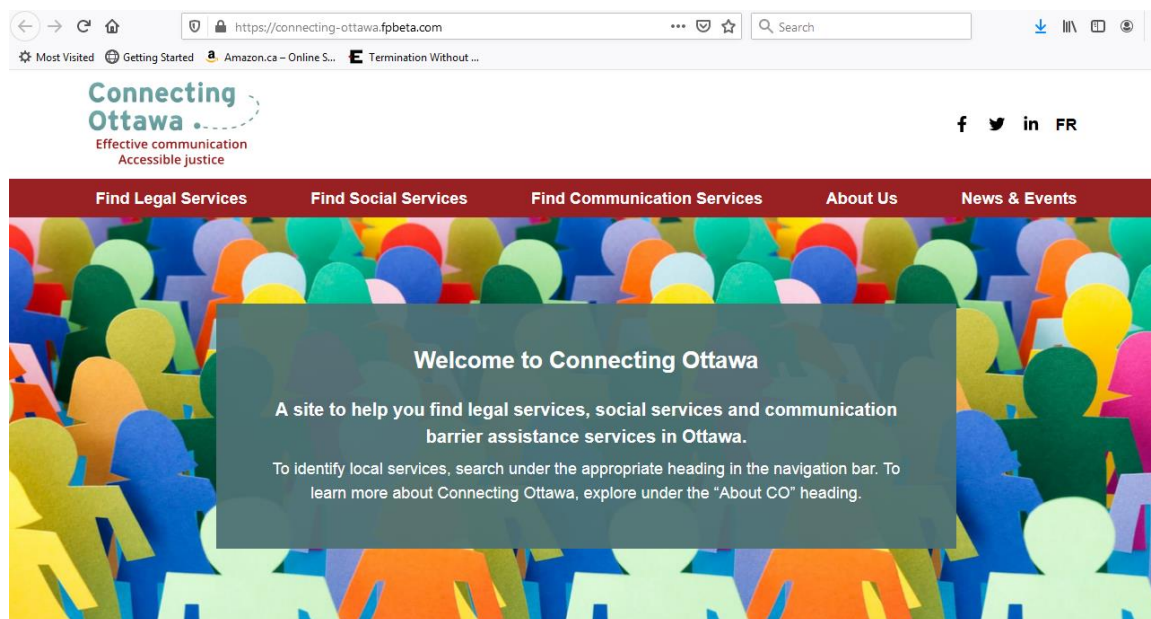 https://connecting-ottawa.fpbeta.com
Search
Most Visited
Getting Started
Amazon.ca – Online S...
Termination Without ...
Connecting
Ottawa
Effective communication
Accessible justice
FR
Find Legal Services
Find Social Services
Find Communication Services
About Us
News & Events
Welcome to Connecting Ottawa
A site to help you find legal services, social services and communication
barrier assistance services in Ottawa.
To identify local services, search under the appropriate heading in the navigation bar. To
learn more about Connecting Ottawa, explore under the “About CO” heading.